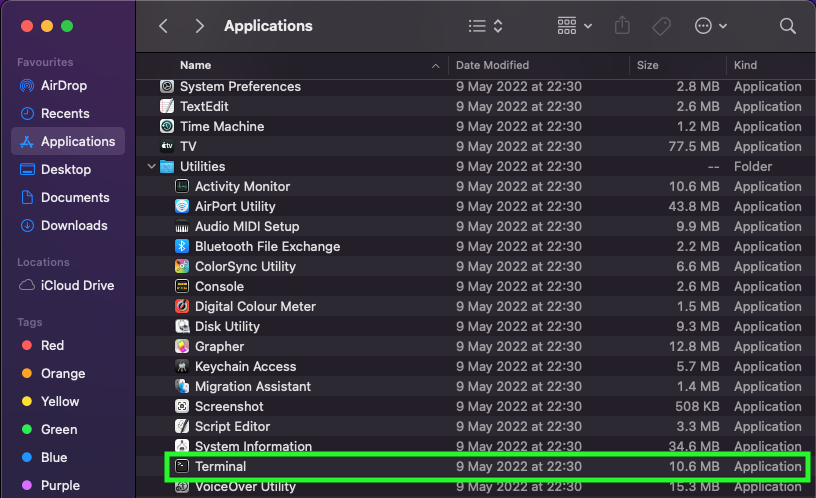 Applications
Name Date Modified Size Kind
Favourites
AirDrop
Recents
Applications
Desktop
Documents
Downloads
Locations
iCloud Drive
Tags
Red
Orange
Yellow
Green
Blue
Purple
System Preferences 9 May 2022 at 22:30 2.8 MB Application
TextEdit 9 May 2022 at 22:30 2.6 MB Application
Time Machine 9 May 2022 at 22:30 1.2 MB Application
TV 9 May 2022 at 22:30 77.5 MB Application
Utilities 9 May 2022 at 22:30 -- Folder
Activity Monitor 9 May 2022 at 22:30 10.6 MB Application
AirPort Utility 9 May 2022 at 22:30 43.8 MB Application
Audio MIDI Setup 9 May 2022 at 22:30 9.9 MB Application
Bluetooth File Exchange 9 May 2022 at 22:30 2.2 MB Application
ColorSync Utility 9 May 2022 at 22:30 6.6 MB Application
Console 9 May 2022 at 22:30 2.6 MB Application
Digital Colour Meter 9 May 2022 at 22:30 1.5 MB Application
Disk Utility 9 May 2022 at 22:30 9.3 MB Application
Grapher 9 May 2022 at 22:30 12.8 MB Application
Keychain Access 9 May 2022 at 22:30 5.7 MB Application
Migration Assistant 9 May 2022 at 22:30 1.4 MB Application
Screenshot 9 May 2022 at 22:30 508 KB Application
Script Editor 9 May 2022 at 22:30 3.3 MB Application
System Information 9 May 2022 at 22:30 34.6 MB Application
Terminal 9 May 2022 at 22:30 10.6 MB Application
VoiceOver Utility 9 May 2022 at 22:30 15.3 MB Application